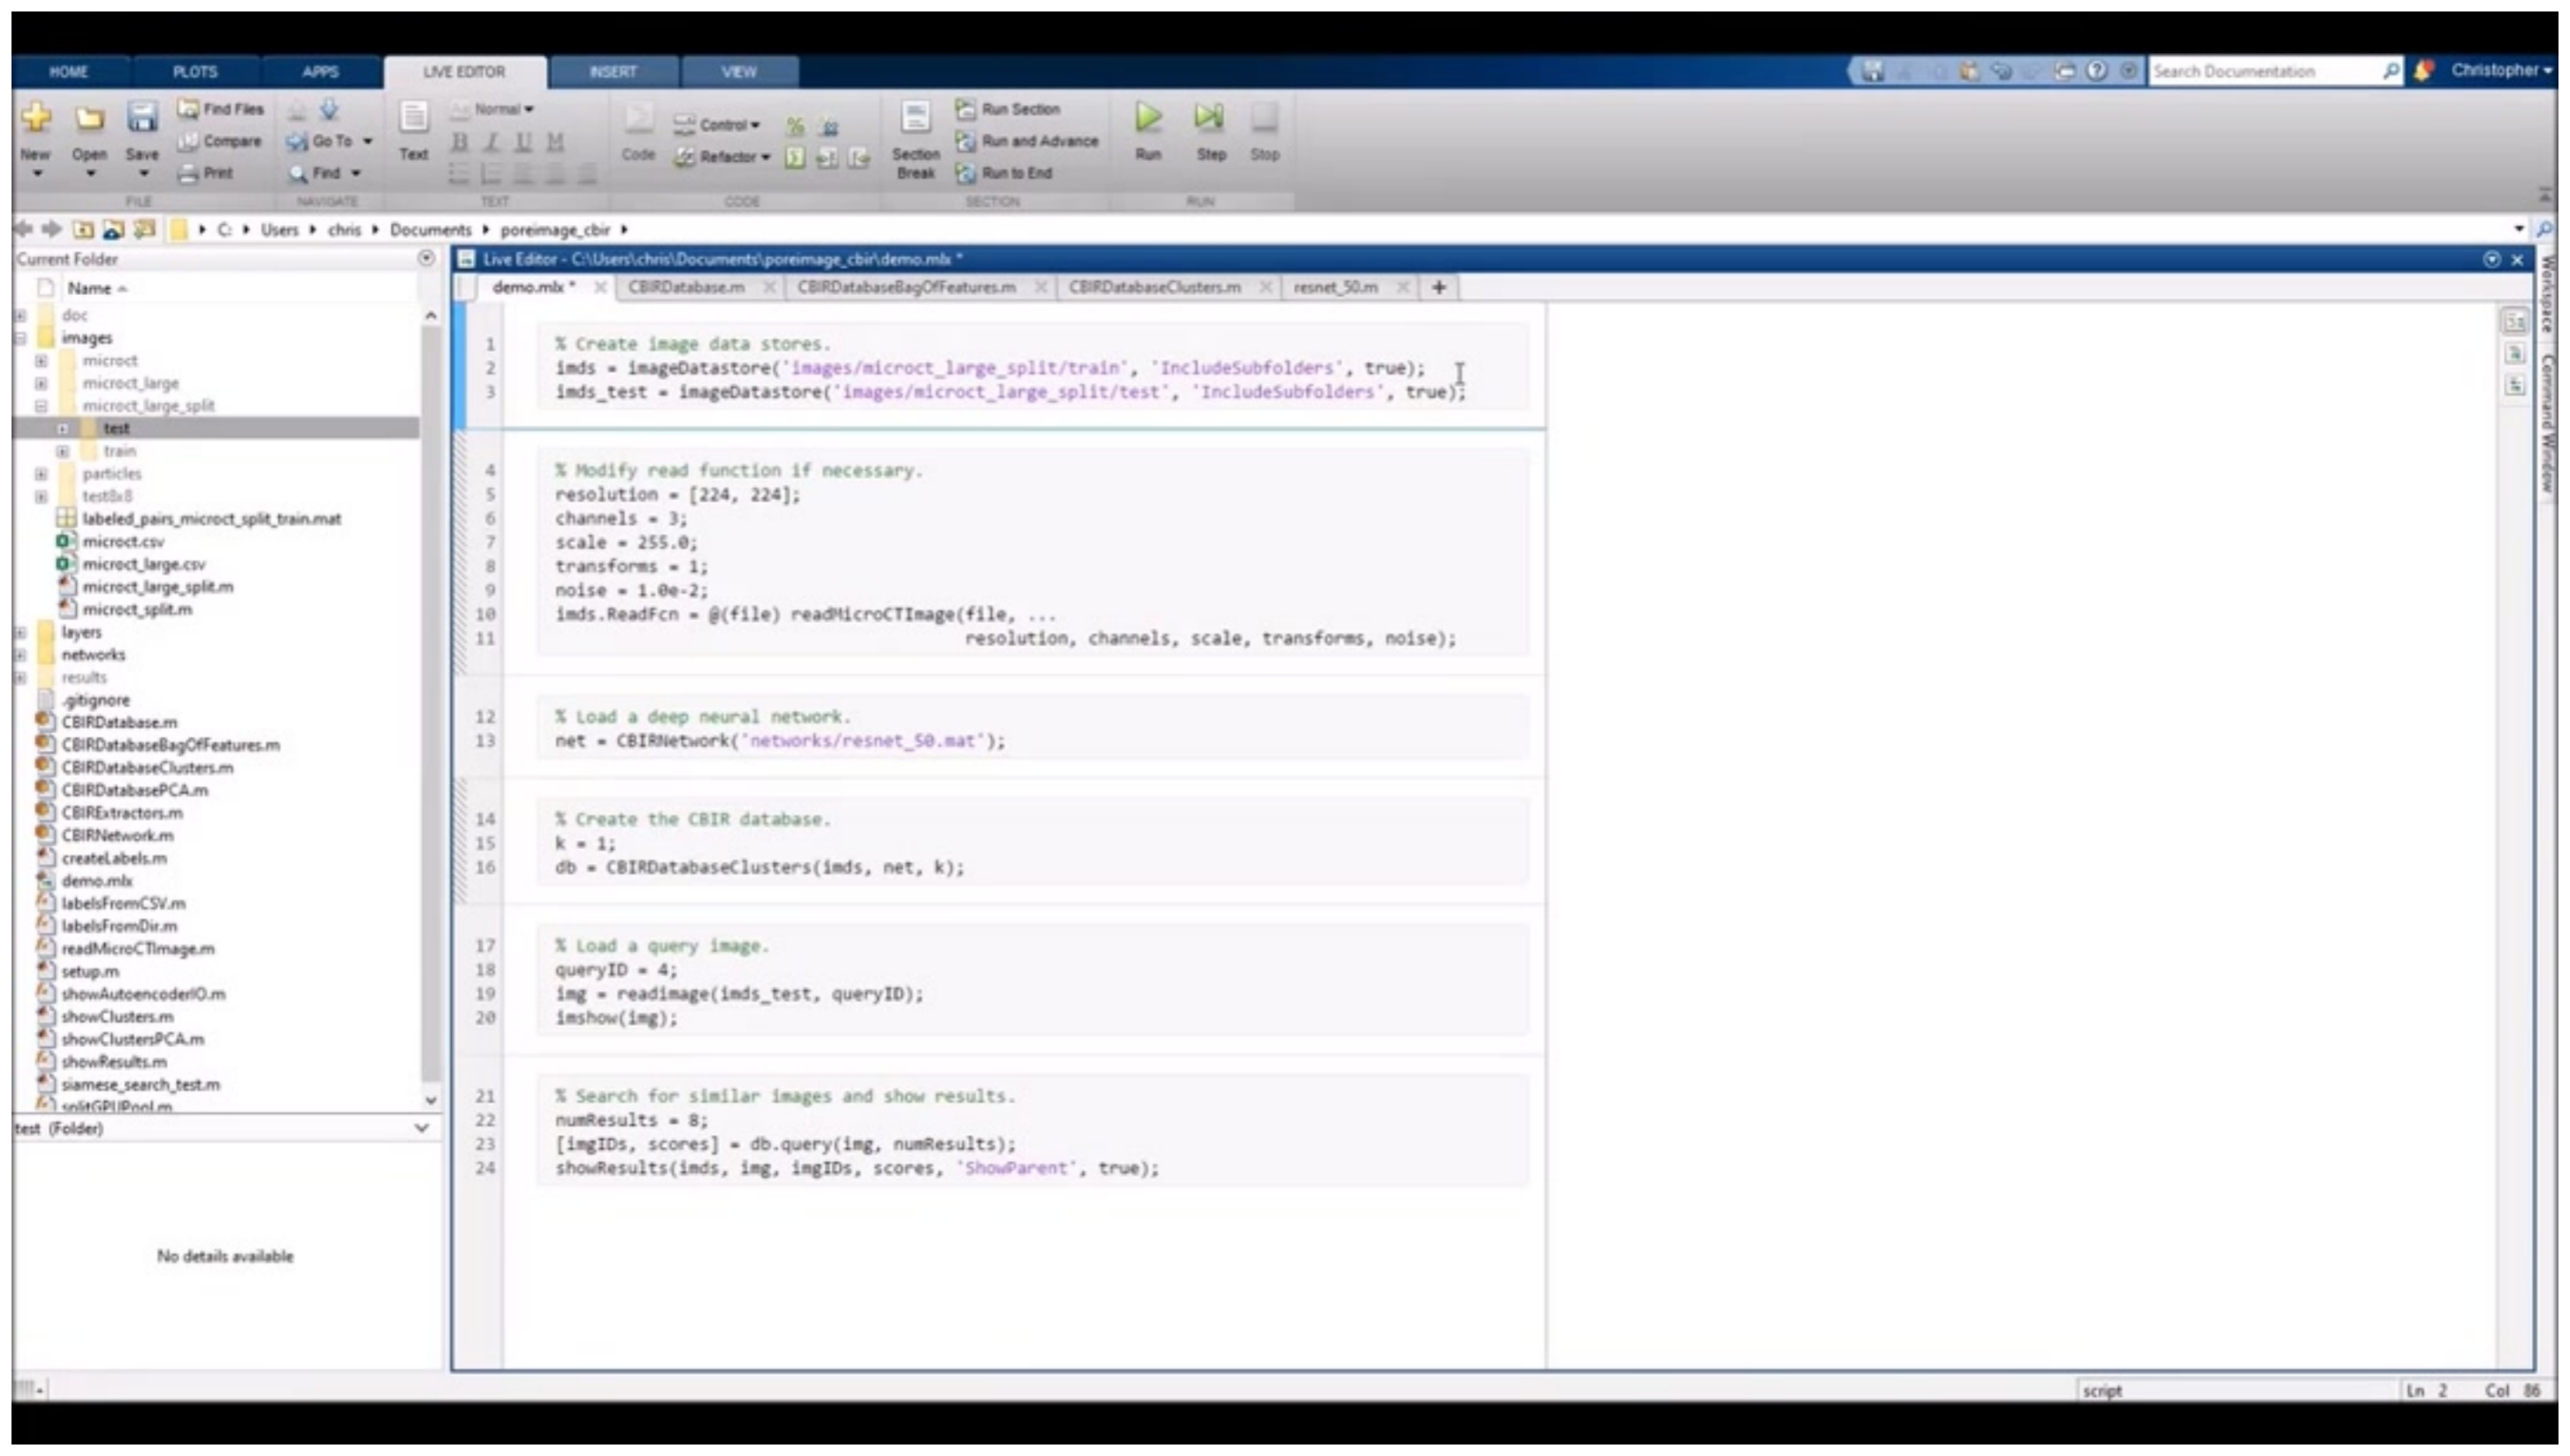 HOME PLOTS APPS LIVE EDITOR INSERT VIEW Search Documentation Christopher
New Open Save Find Files Compare Print Go To Find Text Normal B I U M Code Control Refactor Section Break Run Section Run and Advance Run to End Run Step Stop
FILE NAVIGATE TEXT CODE SECTION RUN
C: Users chris Documents poreimage_cbir
Current Folder
Name
doc
images
microct
microct_large
microct_large_split
test
train
particles
test8x8
labeled_pairs_microct_split_train.mat
microct.csv
microct_large.csv
microct_large_split.m
microct_split.m
layers
networks
results
.gitignore
CBIRDatabase.m
CBIRDatabaseBagOfFeatures.m
CBIRDatabaseClusters.m
CBIRDatabasePCA.m
CBIRExtractors.m
CBIRNetwork.m
createLabels.m
demo.mlx
labelsFromCSV.m
labelsFromDir.m
readMicroCTImage.m
setup.m
showAutoencoderIO.m
showClusters.m
showClustersPCA.m
showResults.m
siamese_search_test.m
splitGPUPool.m
test (Folder)
No details available
Live Editor - C:\Users\chris\Documents\poreimage_cbir\demo.mlx *
demo.mlx * CBIRDatabase.m CBIRDatabaseBagOfFeatures.m CBIRDatabaseClusters.m resnet_50.m +
1 % Create image data stores.
2 imds = imageDatastore('images/microct_large_split/train', 'IncludeSubfolders', true);
3 imds_test = imageDatastore('images/microct_large_split/test', 'IncludeSubfolders', true);
4 % Modify read function if necessary.
5 resolution = [224, 224];
6 channels = 3;
7 scale = 255.0;
8 transforms = 1;
9 noise = 1.0e-2;
10 imds.ReadFcn = @(file) readMicroCTImage(file, ...
11 resolution, channels, scale, transforms, noise);
12 % Load a deep neural network.
13 net = CBIRNetwork('networks/resnet_50.mat');
14 % Create the CBIR database.
15 k = 1;
16 db = CBIRDatabaseClusters(imds, net, k);
17 % Load a query image.
18 queryID = 4;
19 img = readimage(imds_test, queryID);
20 imshow(img);
21 % Search for similar images and show results.
22 numResults = 8;
23 [imgIDs, scores] = db.query(img, numResults);
24 showResults(imds, img, imgIDs, scores, 'ShowParent', true);
Workspace
Command Window
script Ln 2 Col 86